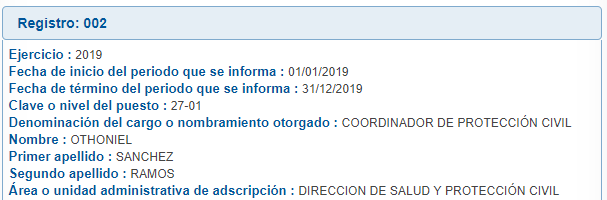 Registro: 002
Ejercicio : 2019
Fecha de inicio del periodo que se informa : 01/01/2019
Fecha de término del periodo que se informa : 31/12/2019
Clave o nivel del puesto : 27-01
Denominación del cargo o nombramiento otorgado : COORDINADOR DE PROTECCIÓN CIVIL
Nombre : OTHONIEL
Primer apellido : SANCHEZ
Segundo apellido : RAMOS
Área o unidad administrativa de adscripción : DIRECCION DE SALUD Y PROTECCIÓN CIVIL